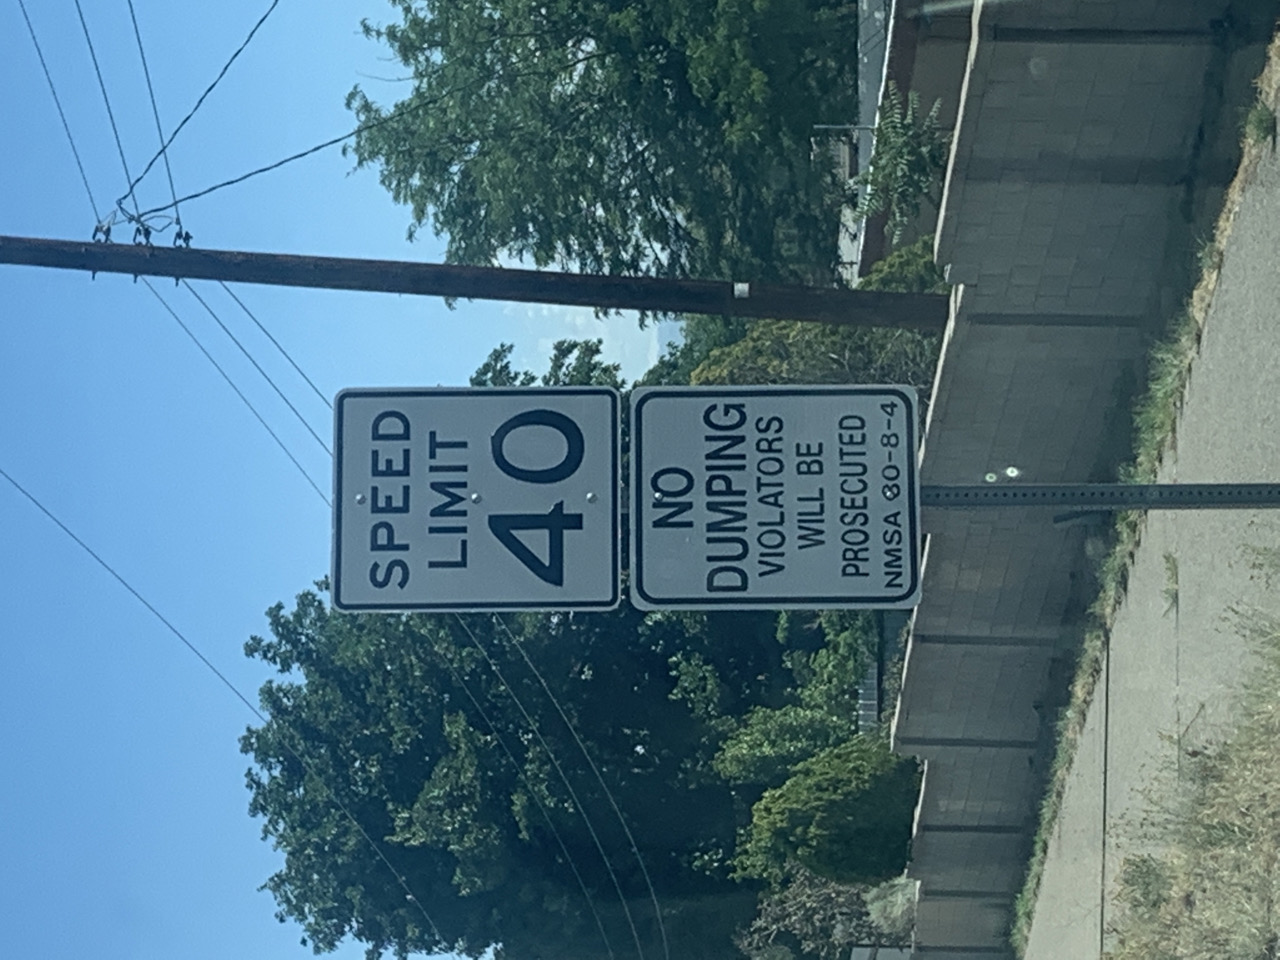 SPEED
LIMIT
40
NO
DUMPING
VIOLATORS
WILL BE
PROSECUTED
NMSA 30-8-4